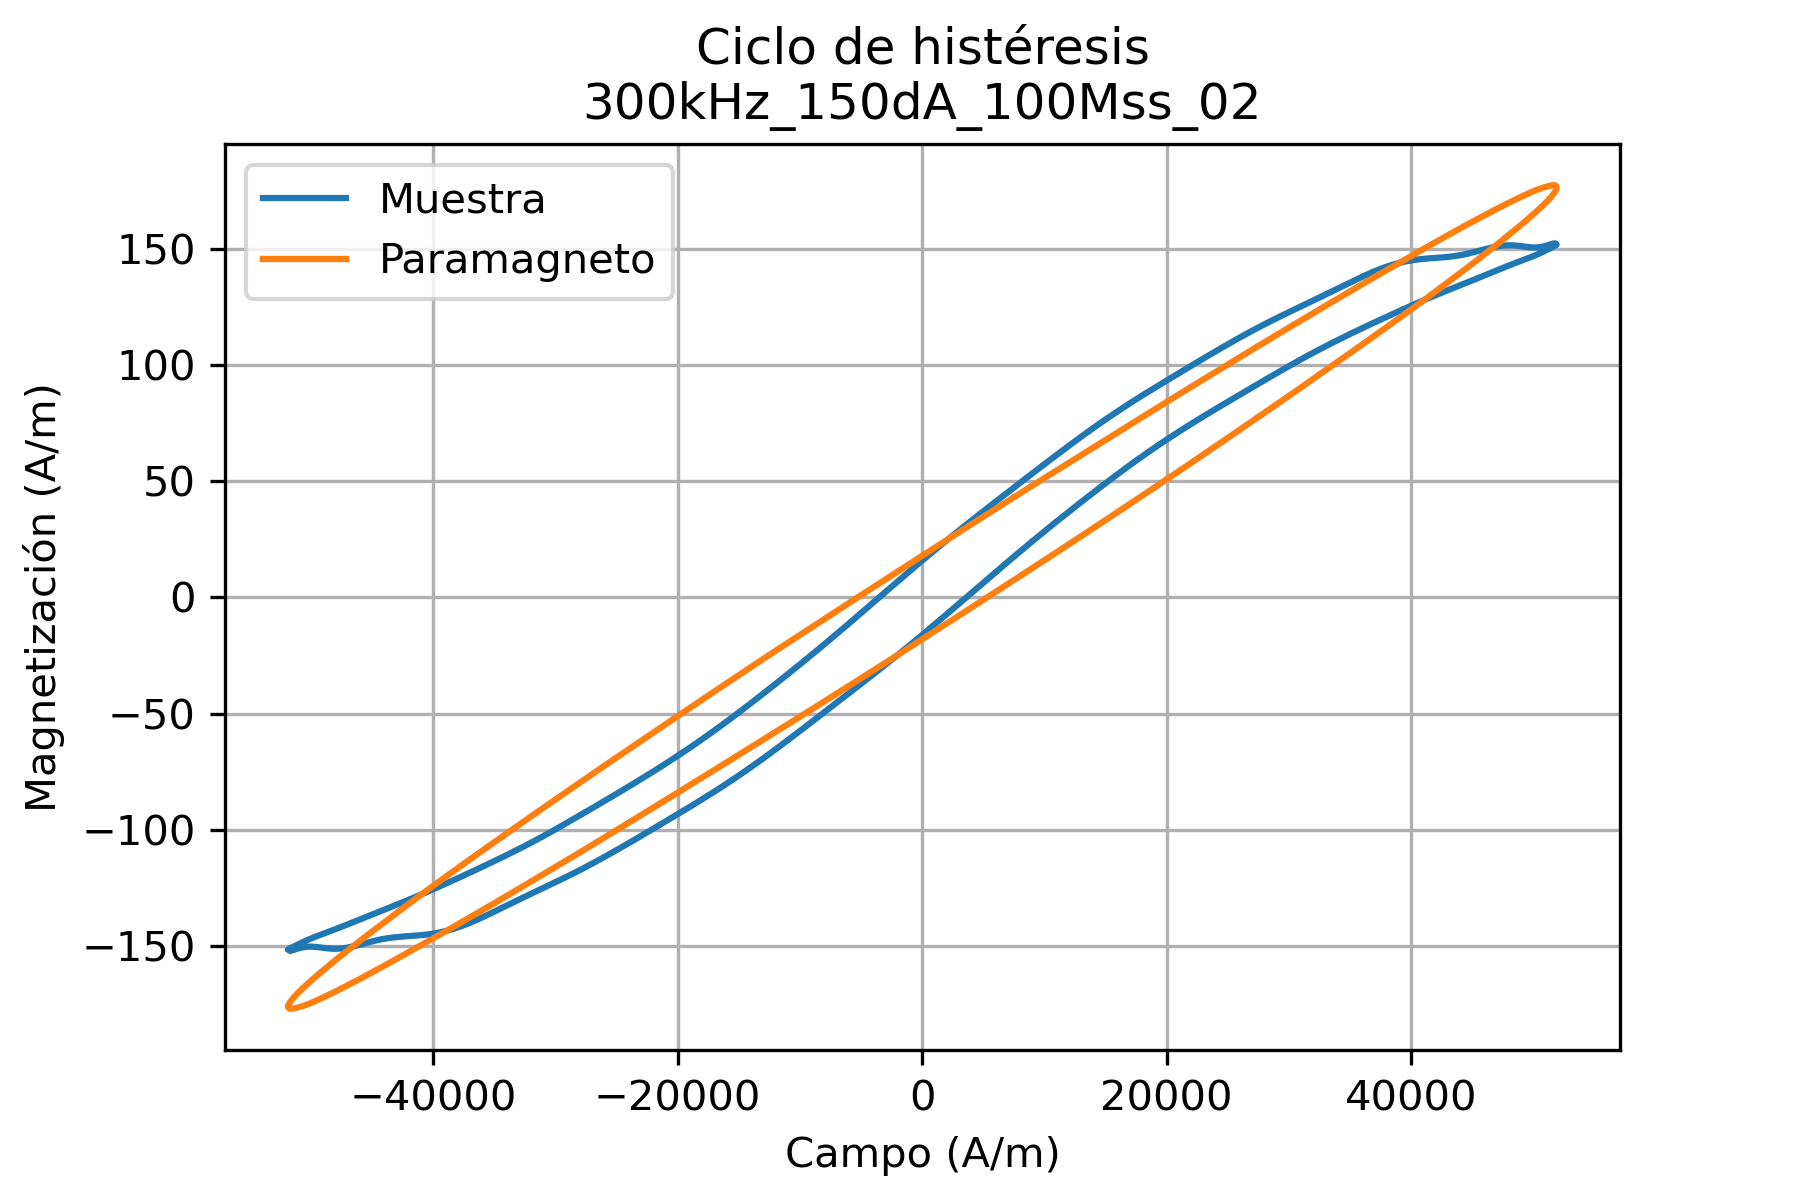 Ciclo de histéresis
300kHz_150dA_100Mss_02
Muestra
Paramagneto
Magnetización (A/m)
150
100
50
0
−50
−100
−150
−40000
−20000
0
20000
40000
Campo (A/m)